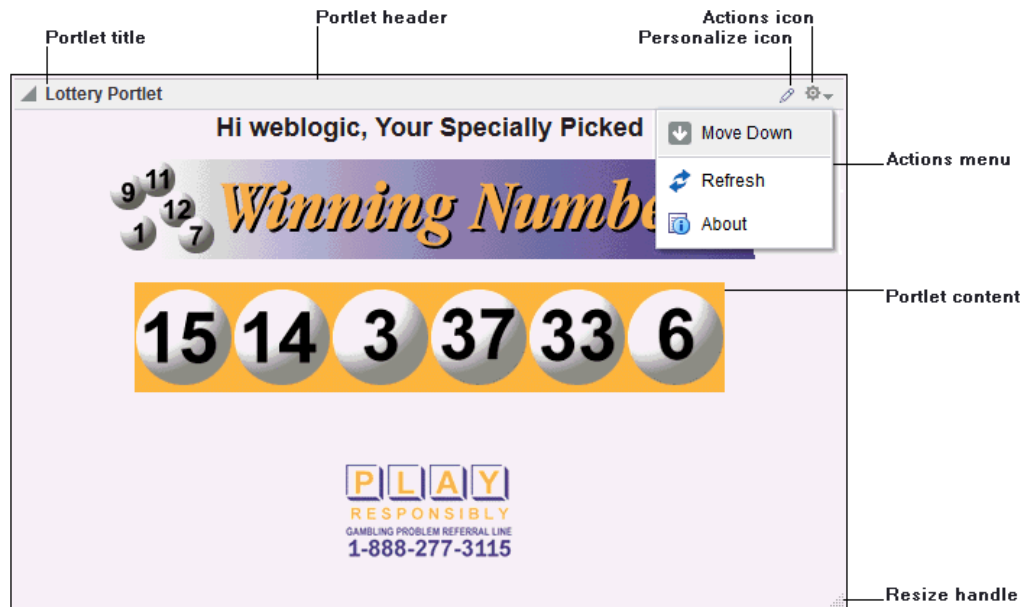 Portlet header
Actions icon
Portlet title
Personalize icon
Lottery Portlet
Hi weblogic, Your Specially Picked
Move Down
Actions menu
Refresh
About
9 11 12 1 7
Winning Numbe
Portlet content
15 14 3 37 33 6
PLAY
RESPONSIBLY
GAMBLING PROBLEM REFERRAL LINE
1-888-277-3115
Resize handle